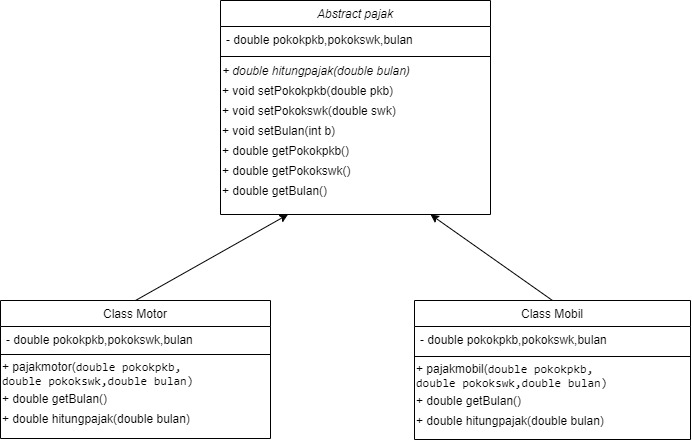 Abstract pajak
- double pokokpkb,pokokswk,bulan
+ double hitungpajak(double bulan)
+ void setPokokpkb(double pkb)
+ void setPokokswk(double swk)
+ void setBulan(int b)
+ double getPokokpkb()
+ double getPokokswk()
+ double getBulan()
Class Motor
- double pokokpkb,pokokswk,bulan
+ pajakmotor(double pokokpkb,
double pokokswk,double bulan)
+ double getBulan()
+ double hitungpajak(double bulan)
Class Mobil
- double pokokpkb,pokokswk,bulan
+ pajakmobil(double pokokpkb,
double pokokswk,double bulan)
+ double getBulan()
+ double hitungpajak(double bulan)